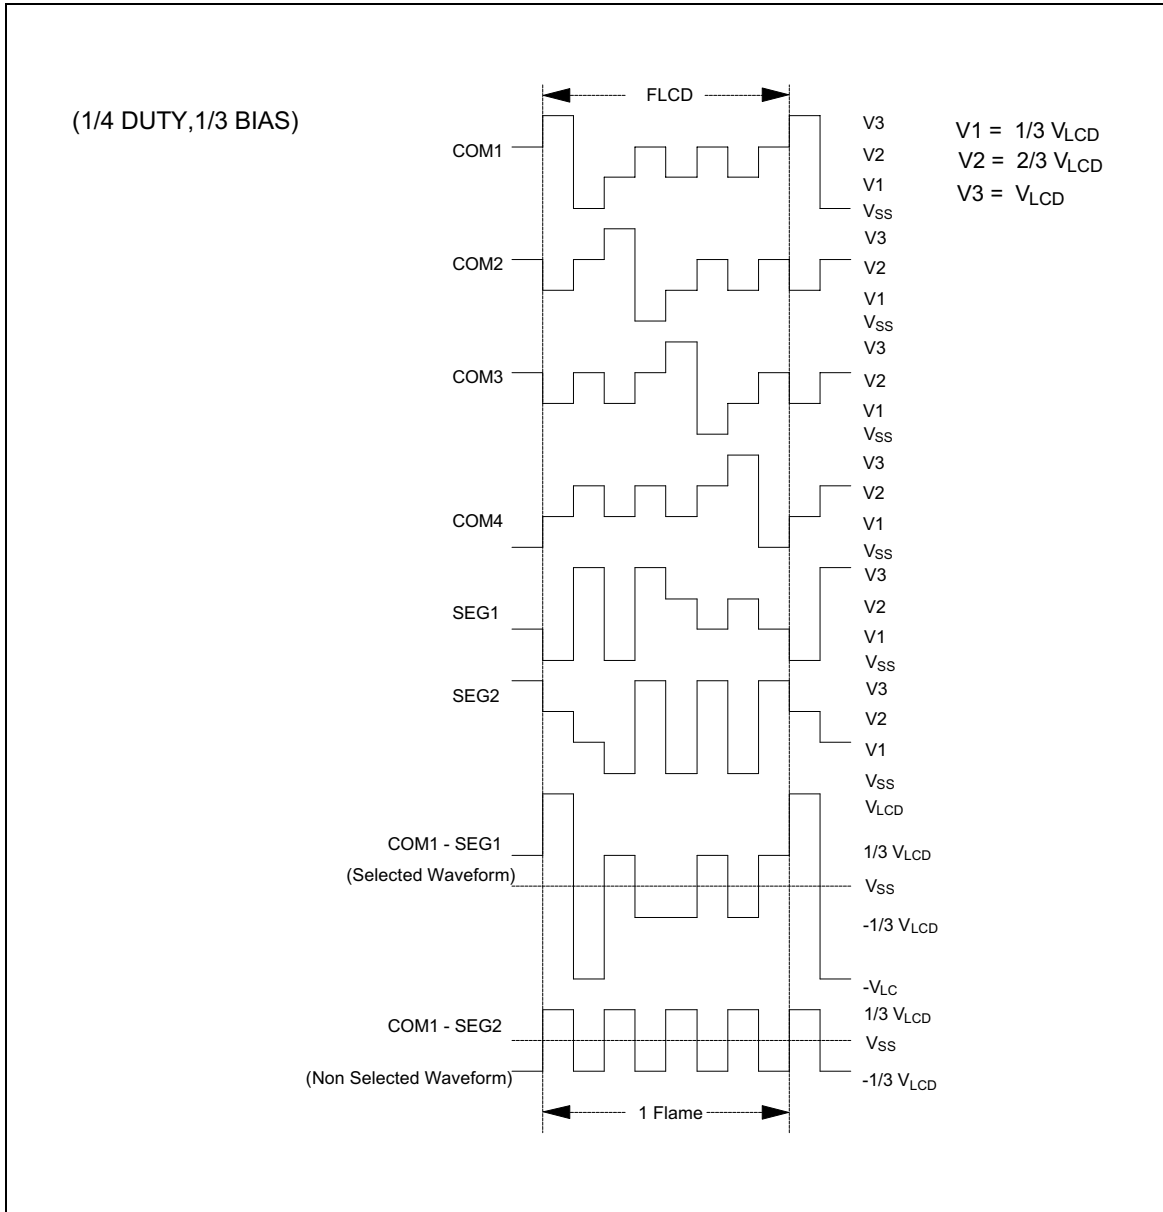 FLCD
(1/4 DUTY,1/3 BIAS)
COM1
V3
V2
V1
VSS
V1 = 1/3 VLCD
V2 = 2/3 VLCD
V3 = VLCD
COM2
V3
V2
V1
VSS
COM3
V3
V2
V1
VSS
COM4
V3
V2
V1
VSS
SEG1
V3
V2
V1
VSS
SEG2
V3
V2
V1
VSS
COM1 - SEG1
(Selected Waveform)
VLCD
1/3 VLCD
VSS
-1/3 VLCD
-VLC
COM1 - SEG2
(Non Selected Waveform)
1/3 VLCD
VSS
-1/3 VLCD
1 Flame